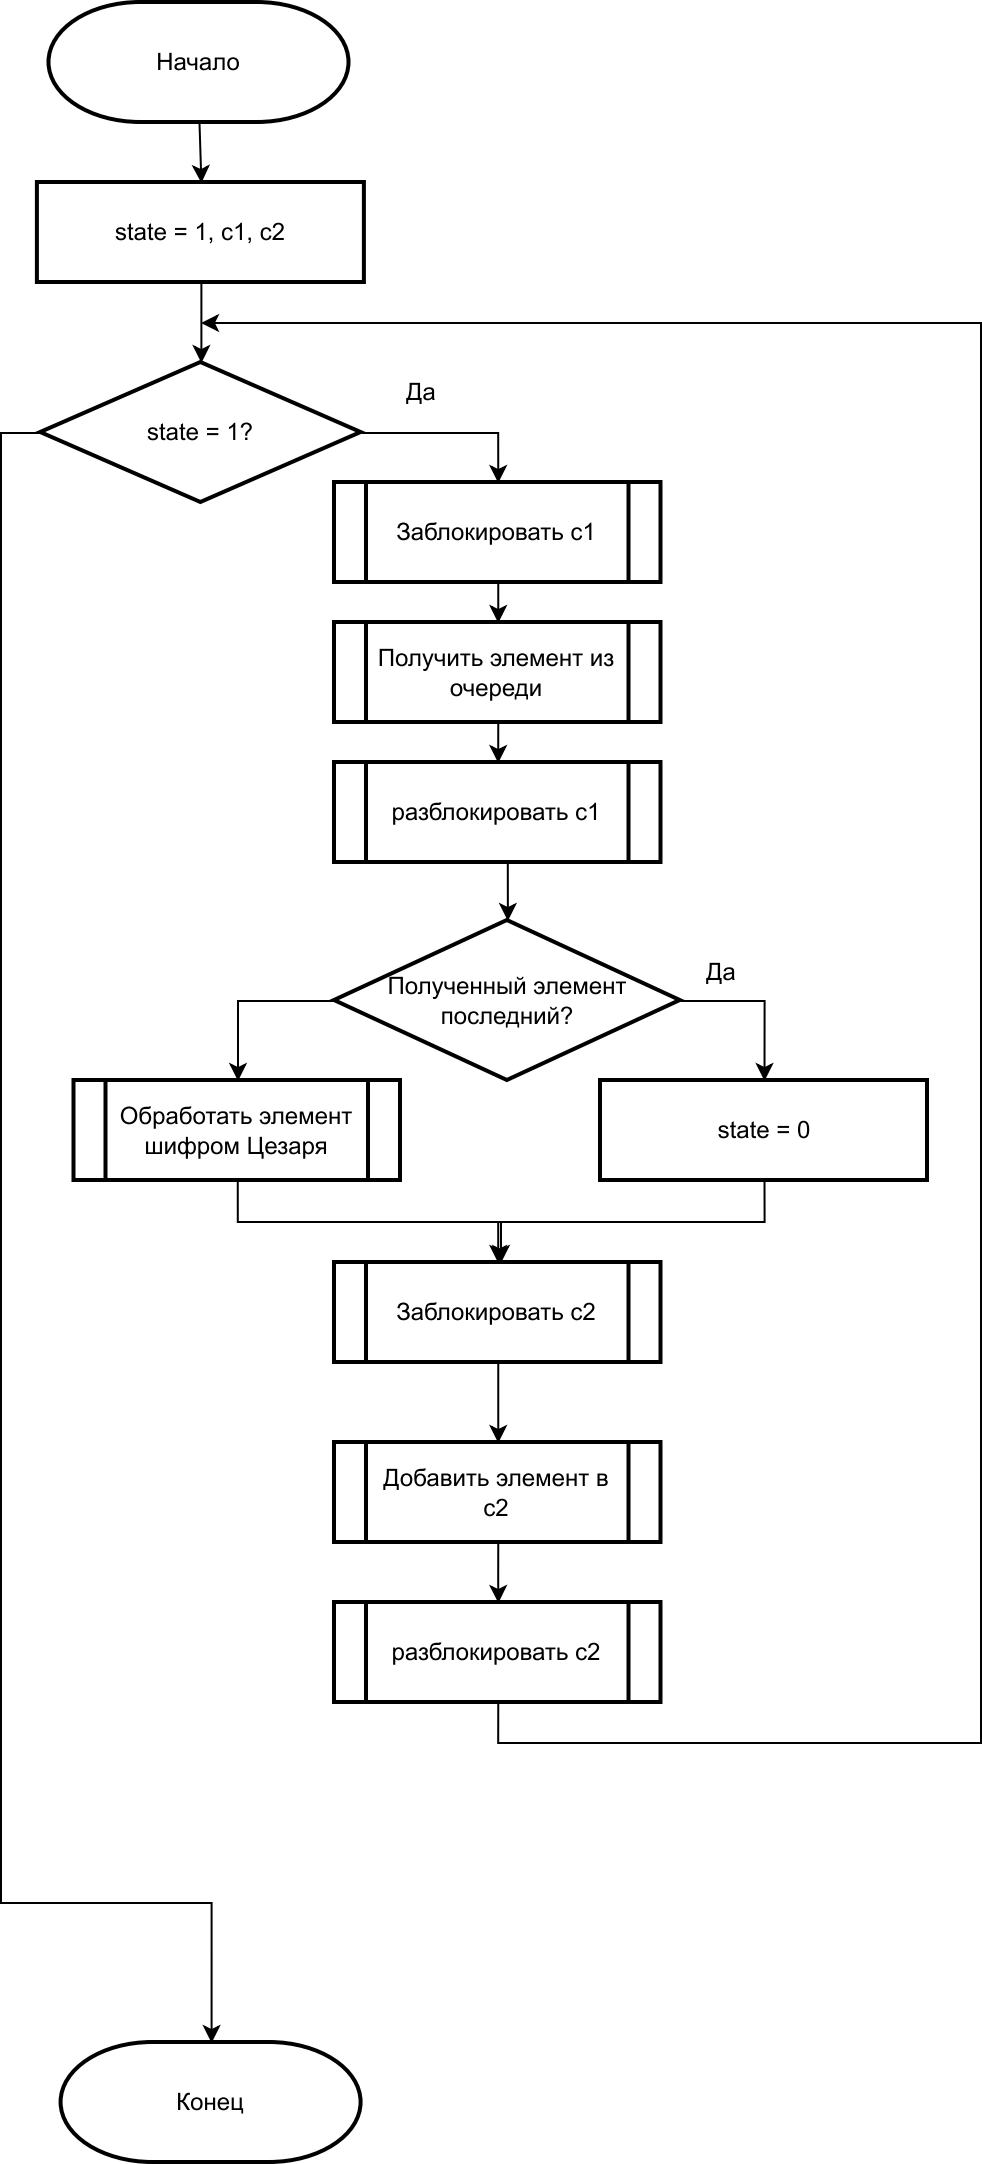 Начало
state = 1, c1, c2
Да
state = 1?
Заблокировать c1
Получить элемент из
очереди
разблокировать c1
Да
Полученный элемент
последний?
Обработать элемент
шифром Цезаря
state = 0
Заблокировать c2
Добавить элемент в
c2
разблокировать c2
Конец